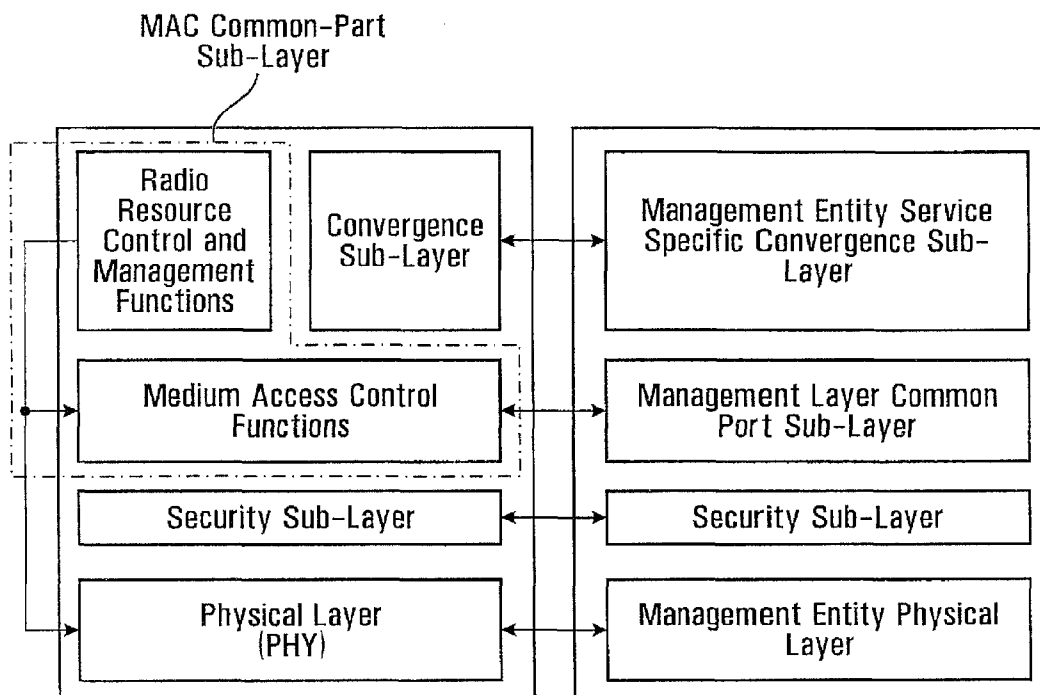 MAC Common-Part
Sub-Layer
Radio
Resource
Control and
Management
Functions
Convergence
Sub-Layer
Management Entity Service
Specific Convergence Sub-
Layer
Medium Access Control
Functions
Management Layer Common
Port Sub-Layer
Security Sub-Layer
Security Sub-Layer
Physical Layer
(PHY)
Management Entity Physical
Layer